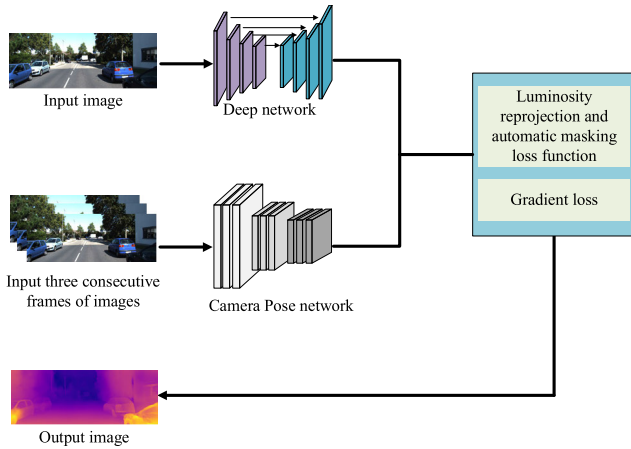 Input image
Deep network
Luminosity
reprojection and
automatic masking
loss function
Gradient loss
Input three consecutive
frames of images
Camera Pose network
Output image